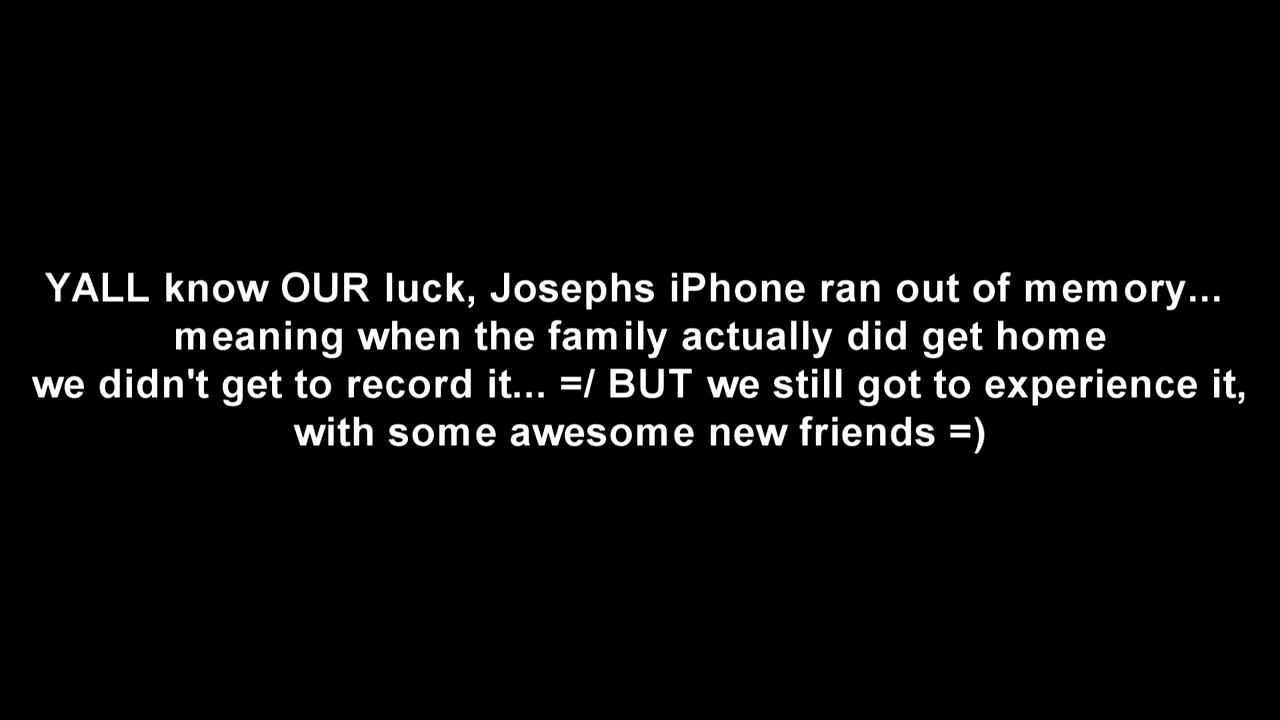 YALL know OUR luck, Josephs iPhone ran out of memory...
meaning when the family actually did get home
we didn't get to record it... =/ BUT we still got to experience it,
with some awesome new friends =)